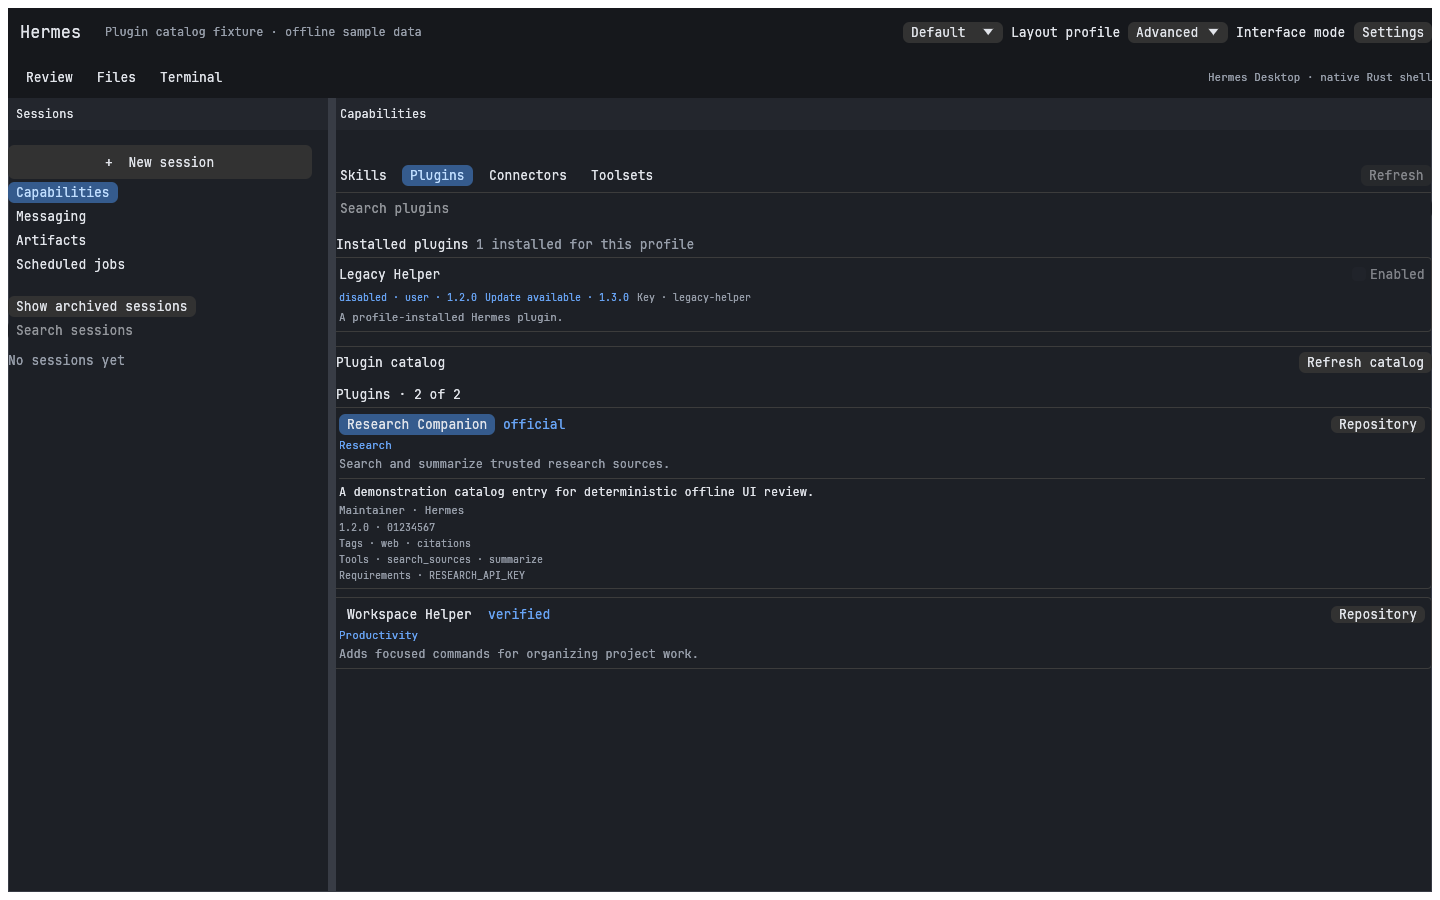 Hermes Plugin catalog fixture · offline sample data Default Layout profile Advanced Interface mode Settings
Review Files Terminal Hermes Desktop · native Rust shell
Sessions
+ New session
Capabilities
Messaging
Artifacts
Scheduled jobs
Show archived sessions
Search sessions
No sessions yet
Capabilities
Skills Plugins Connectors Toolsets Refresh
Search plugins
Installed plugins 1 installed for this profile
Legacy Helper Enabled
disabled · user · 1.2.0 Update available · 1.3.0 Key · legacy-helper
A profile-installed Hermes plugin.
Plugin catalog Refresh catalog
Plugins · 2 of 2
Research Companion official Repository
Research
Search and summarize trusted research sources.
A demonstration catalog entry for deterministic offline UI review.
Maintainer · Hermes
1.2.0 · 01234567
Tags · web · citations
Tools · search_sources · summarize
Requirements · RESEARCH_API_KEY
Workspace Helper verified Repository
Productivity
Adds focused commands for organizing project work.